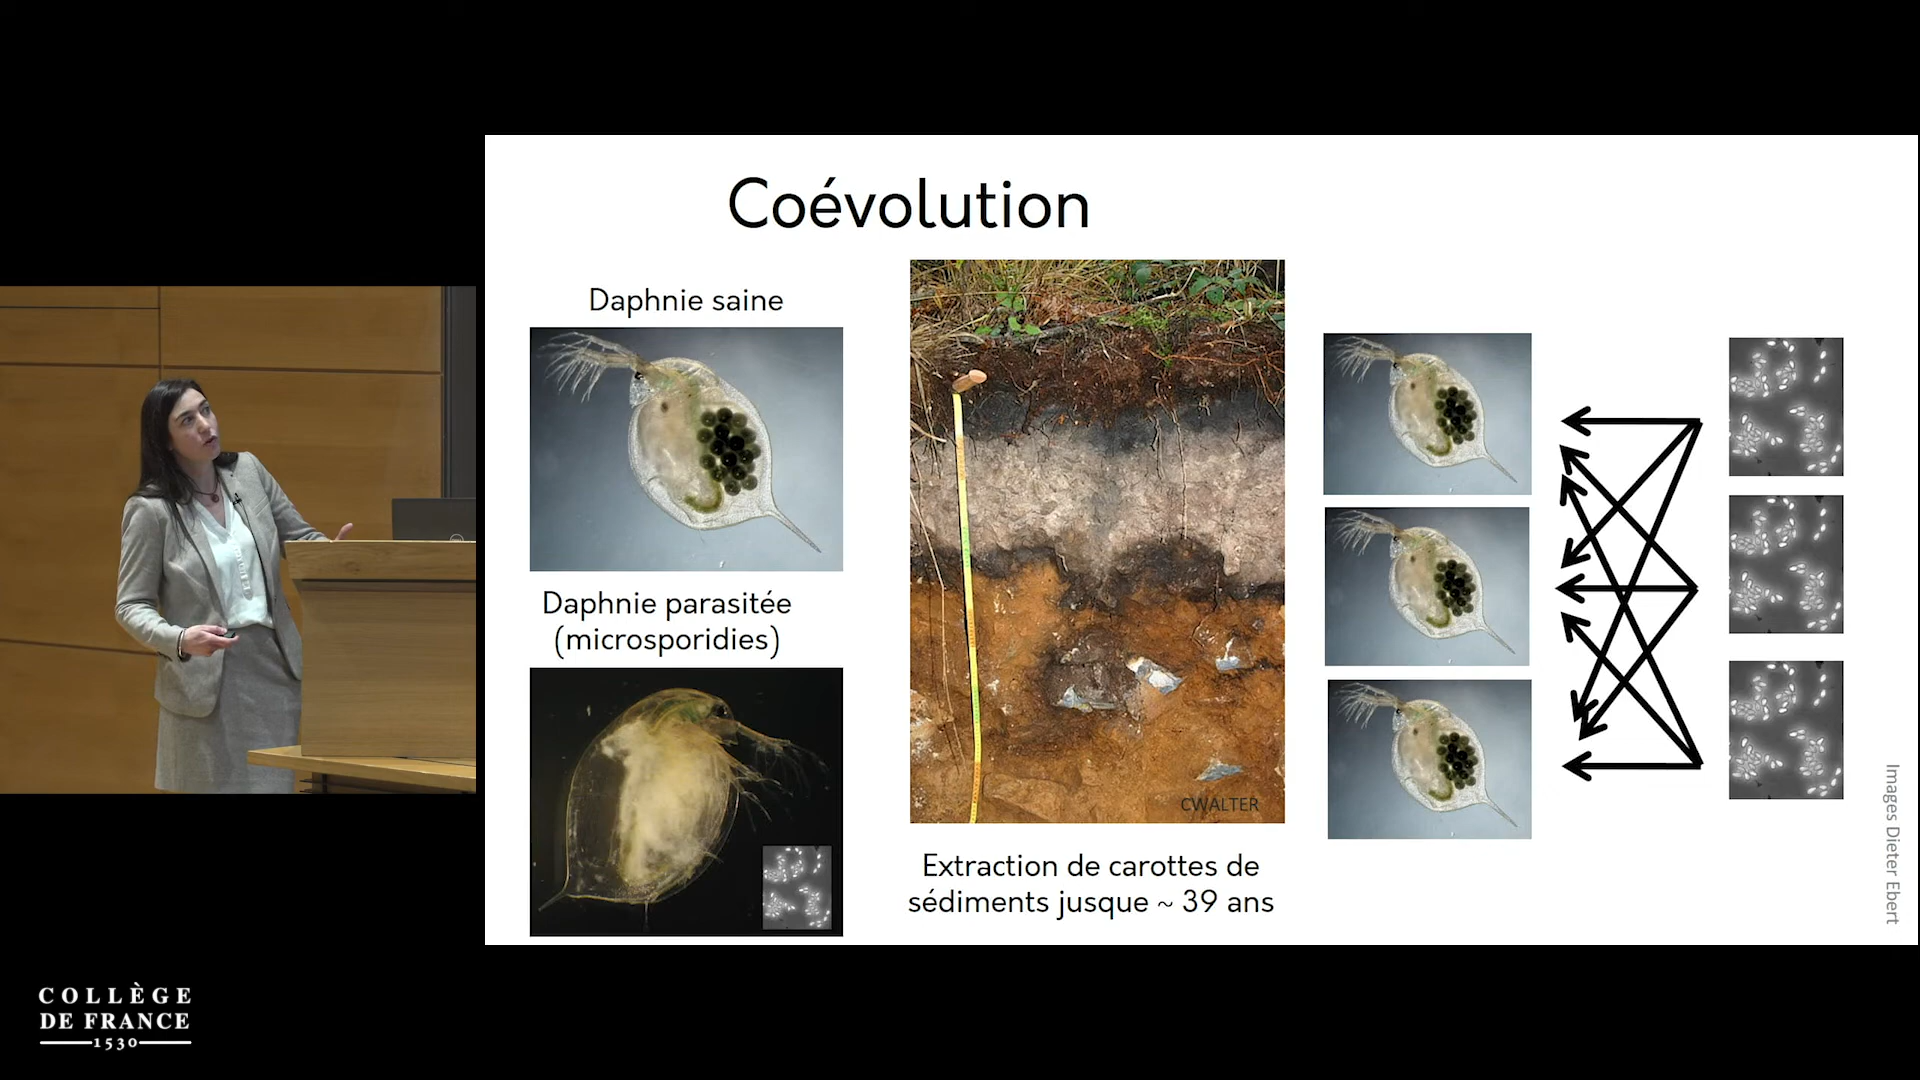 Coévolution
Daphnie saine
Daphnie parasitée
(microsporidies)
CWALTER
Extraction de carottes de
sédiments jusque ~ 39 ans
Images Dieter Ebert
COLLÈGE
DE FRANCE
1530